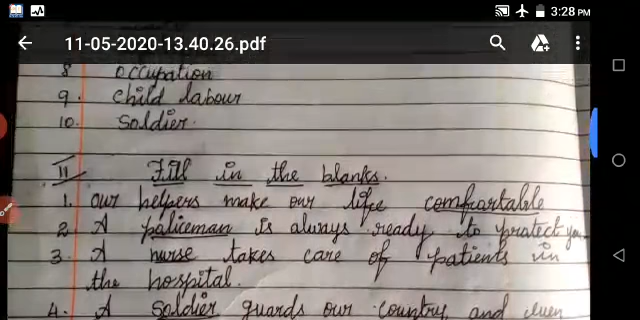 3:28 PM
11-05-2020-13.40.26.pdf
8 occupation
9. child labour
10. Soldier.
II Fill in the blanks.
1. our helpers make our life comfortable
2. A policeman is always ready to protect you
3. A nurse takes care of patients in
the hospital.
4. A Soldier guards our country and even